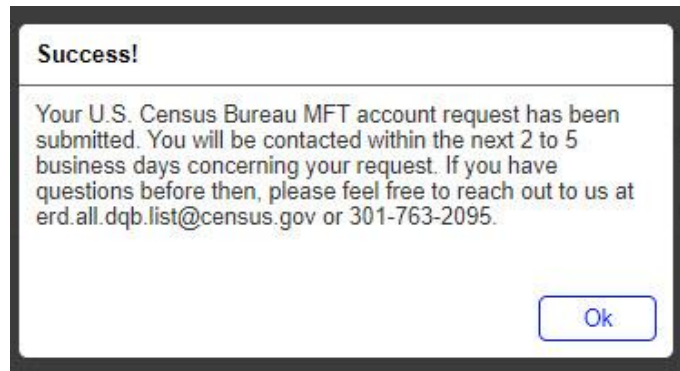 Success!
Your U.S. Census Bureau MFT account request has been
submitted. You will be contacted within the next 2 to 5
business days concerning your request. If you have
questions before then, please feel free to reach out to us at
erd.all.dqb.list@census.gov or 301-763-2095.
Ok